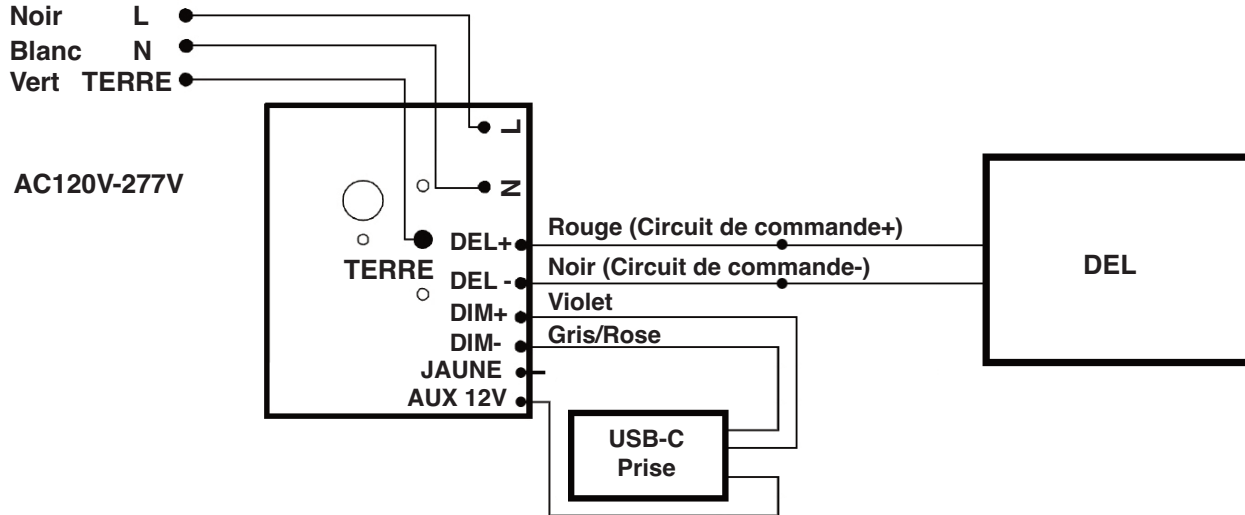 Noir L
Blanc N
Vert TERRE
AC120V-277V
L
N
DEL+
TERRE
DEL -
DIM+
DIM-
JAUNE
AUX 12V
Rouge (Circuit de commande+)
Noir (Circuit de commande-)
Violet
Gris/Rose
DEL
USB-C
Prise